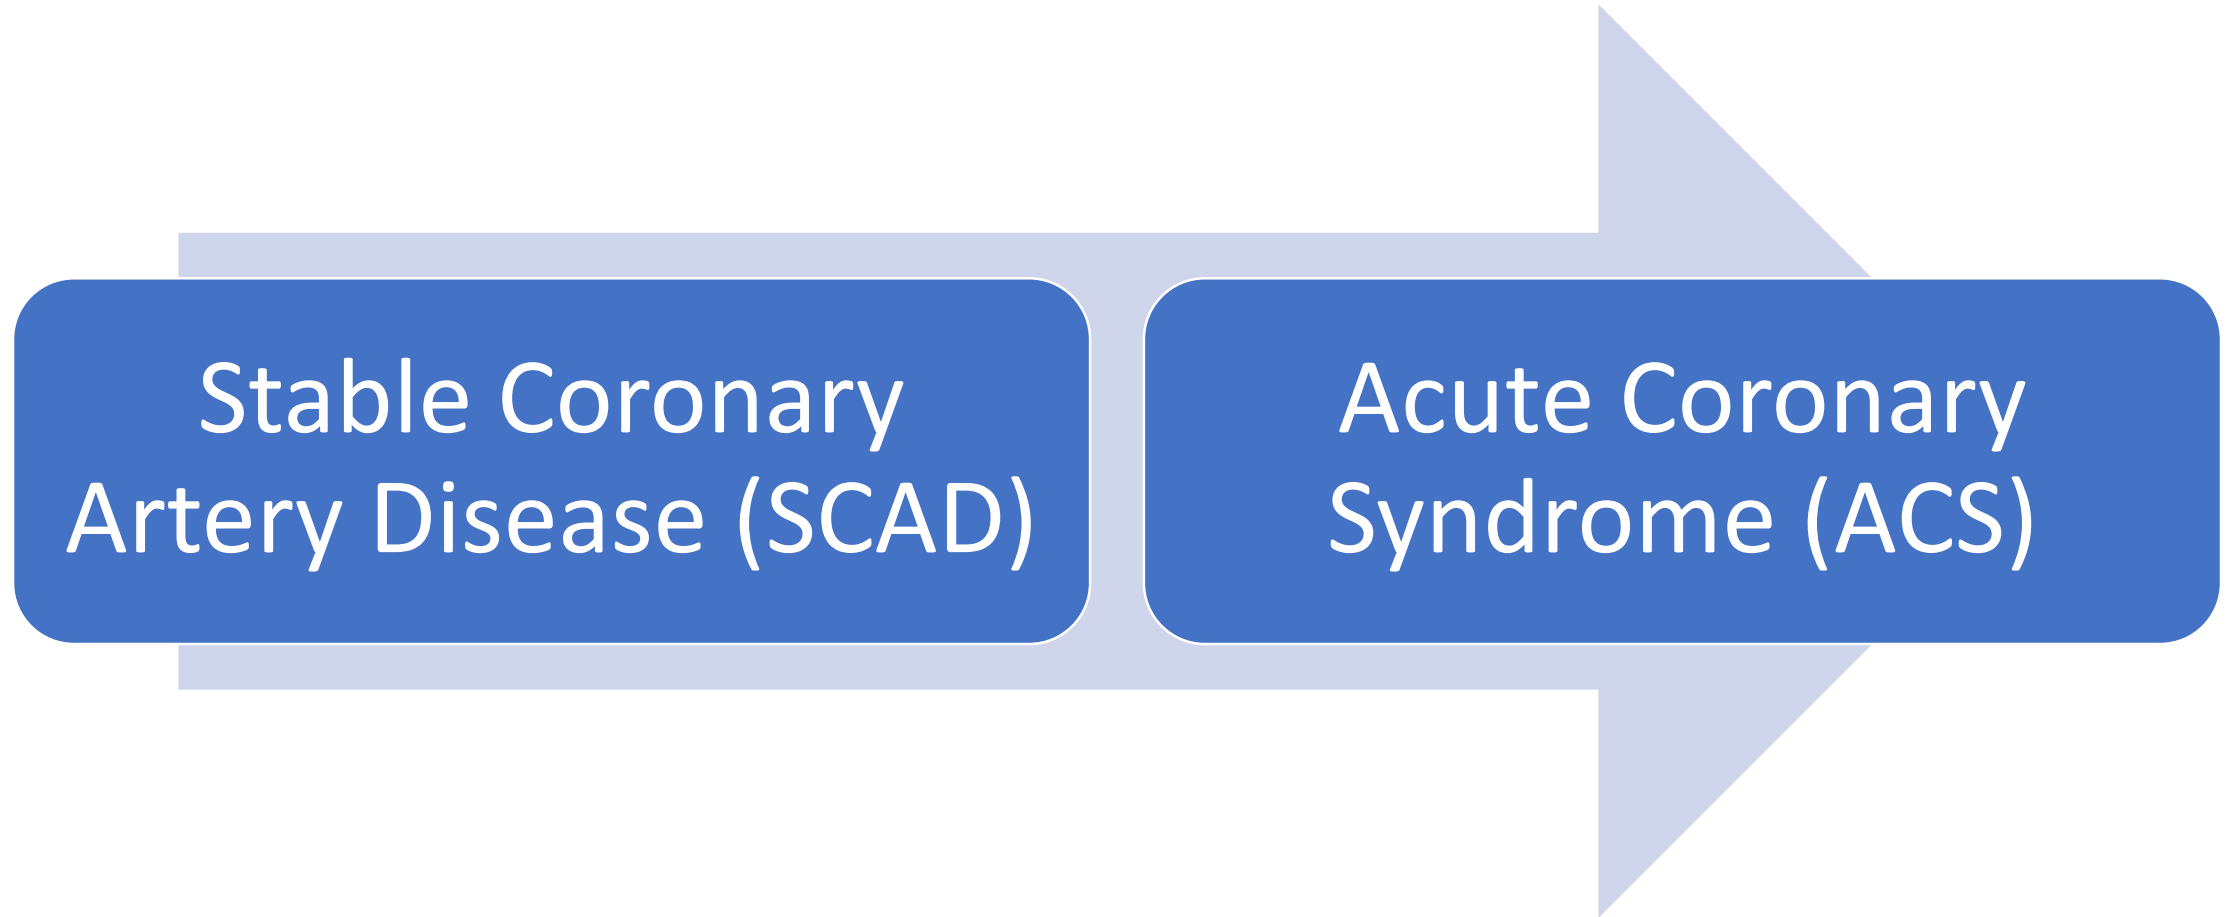 Stable Coronary
Artery Disease (SCAD)
Acute Coronary
Syndrome (ACS)